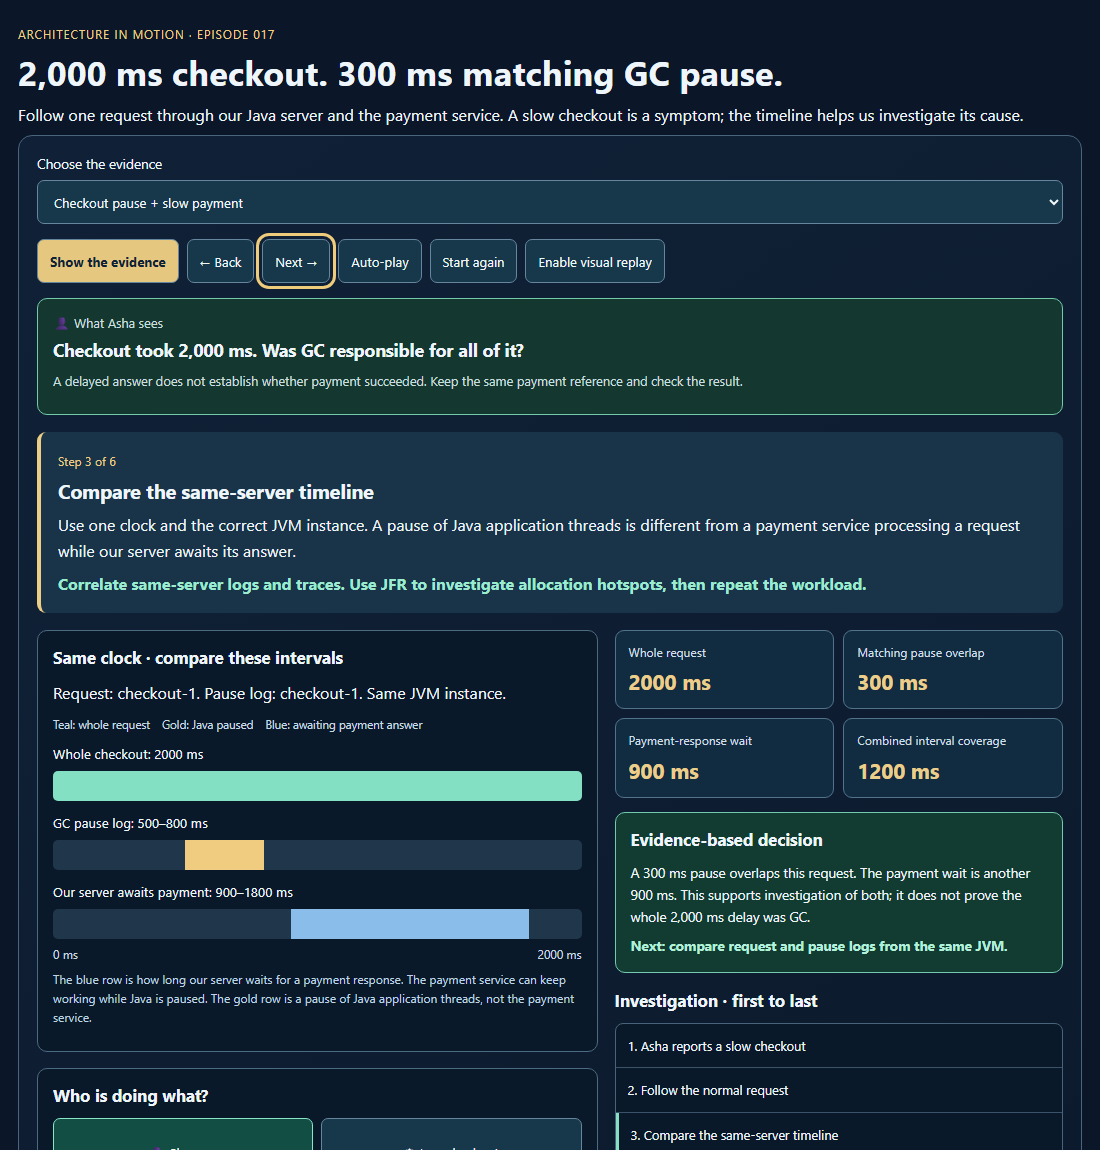 ARCHITECTURE IN MOTION · EPISODE 017
2,000 ms checkout. 300 ms matching GC pause.
Follow one request through our Java server and the payment service. A slow checkout is a symptom; the timeline helps us investigate its cause.
Choose the evidence
Checkout pause + slow payment
Show the evidence
← Back
Next →
Auto-play
Start again
Enable visual replay
What Asha sees
Checkout took 2,000 ms. Was GC responsible for all of it?
A delayed answer does not establish whether payment succeeded. Keep the same payment reference and check the result.
Step 3 of 6
Compare the same-server timeline
Use one clock and the correct JVM instance. A pause of Java application threads is different from a payment service processing a request
while our server awaits its answer.
Correlate same-server logs and traces. Use JFR to investigate allocation hotspots, then repeat the workload.
Same clock · compare these intervals
Request: checkout-1. Pause log: checkout-1. Same JVM instance.
Teal: whole request Gold: Java paused Blue: awaiting payment answer
Whole checkout: 2000 ms
GC pause log: 500–800 ms
Our server awaits payment: 900–1800 ms
0 ms
2000 ms
The blue row is how long our server waits for a payment response. The payment service can keep
working while Java is paused. The gold row is a pause of Java application threads, not the payment
service.
Who is doing what?
Whole request
2000 ms
Matching pause overlap
300 ms
Payment-response wait
900 ms
Combined interval coverage
1200 ms
Evidence-based decision
A 300 ms pause overlaps this request. The payment wait is another
900 ms. This supports investigation of both; it does not prove the
whole 2,000 ms delay was GC.
Next: compare request and pause logs from the same JVM.
Investigation · first to last
1. Asha reports a slow checkout
2. Follow the normal request
3. Compare the same-server timeline